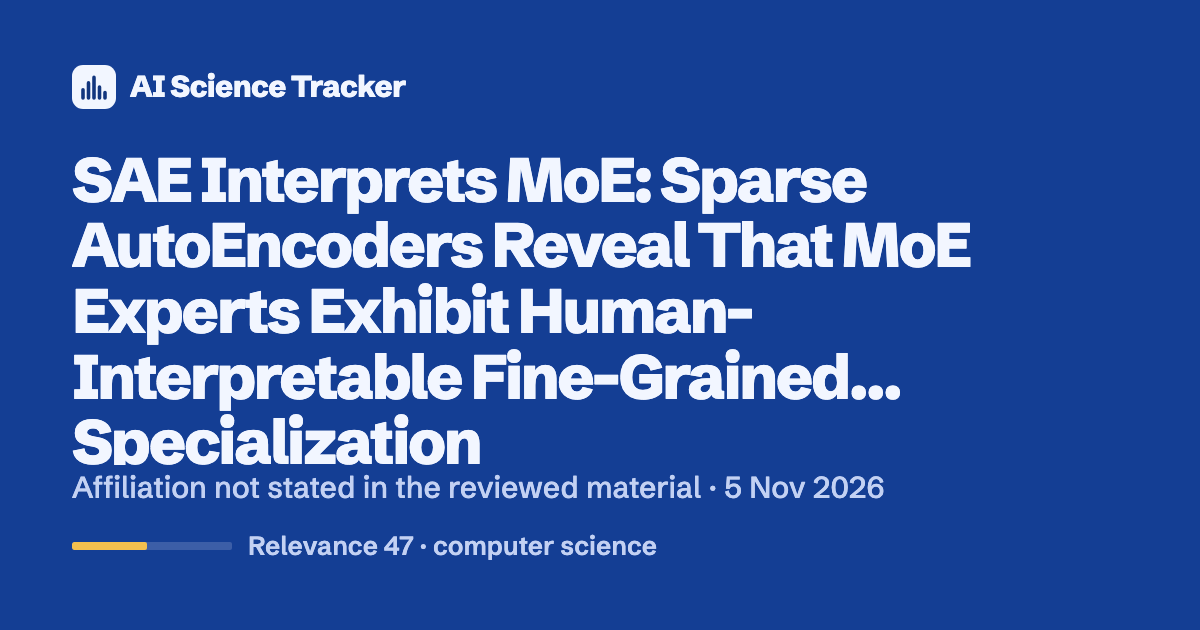 AI Science Tracker
SAE Interprets MoE: Sparse
AutoEncoders Reveal That MoE
Experts Exhibit Human-
Interpretable Fine-Grained...
Specialization
Affiliation not stated in the reviewed material · 5 Nov 2026
Relevance 47 · computer science